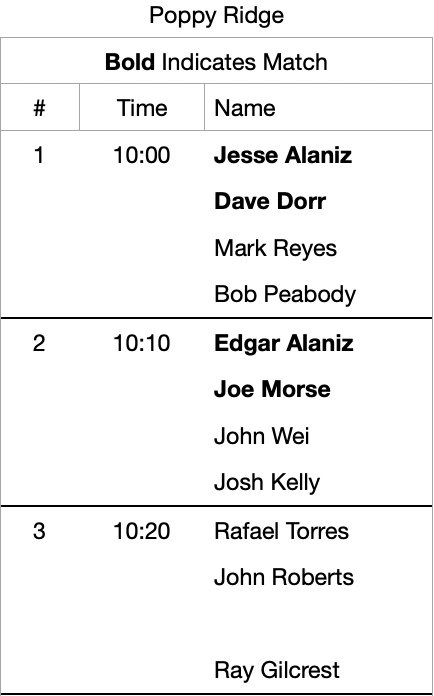 Poppy Ridge
Bold Indicates Match
# Time Name
1 10:00 Jesse Alaniz
Dave Dorr
Mark Reyes
Bob Peabody
2 10:10 Edgar Alaniz
Joe Morse
John Wei
Josh Kelly
3 10:20 Rafael Torres
John Roberts
Ray Gilcrest